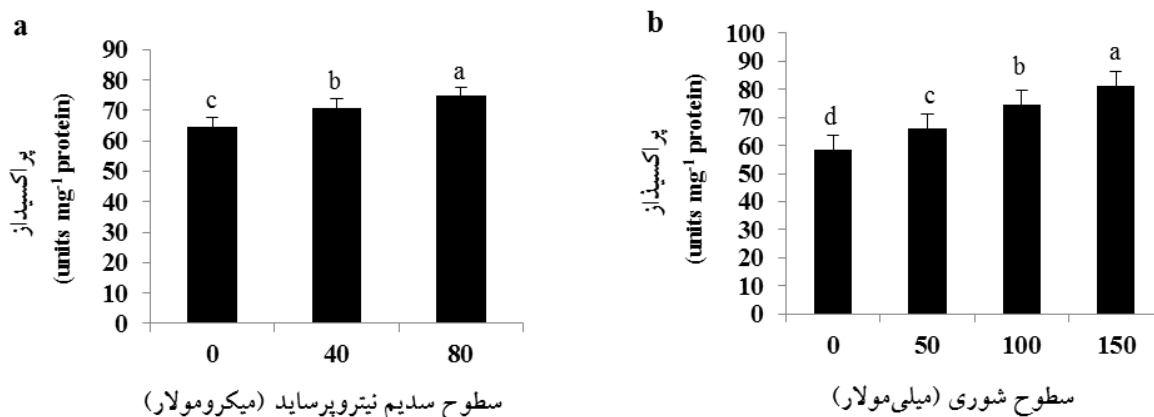 a
پراکسیداز
(units mg⁻¹ protein)
90
80
70
60
50
40
30
20
10
0
c
b
a
0 40 80
سطوح سدیم نیتروپرساید (میکرومولار)
b
پراکسیذاز
(units mg⁻¹ protein)
100
90
80
70
60
50
40
30
20
10
0
d
c
b
a
0 50 100 150
سطوح شوری (میلی‌مولار)